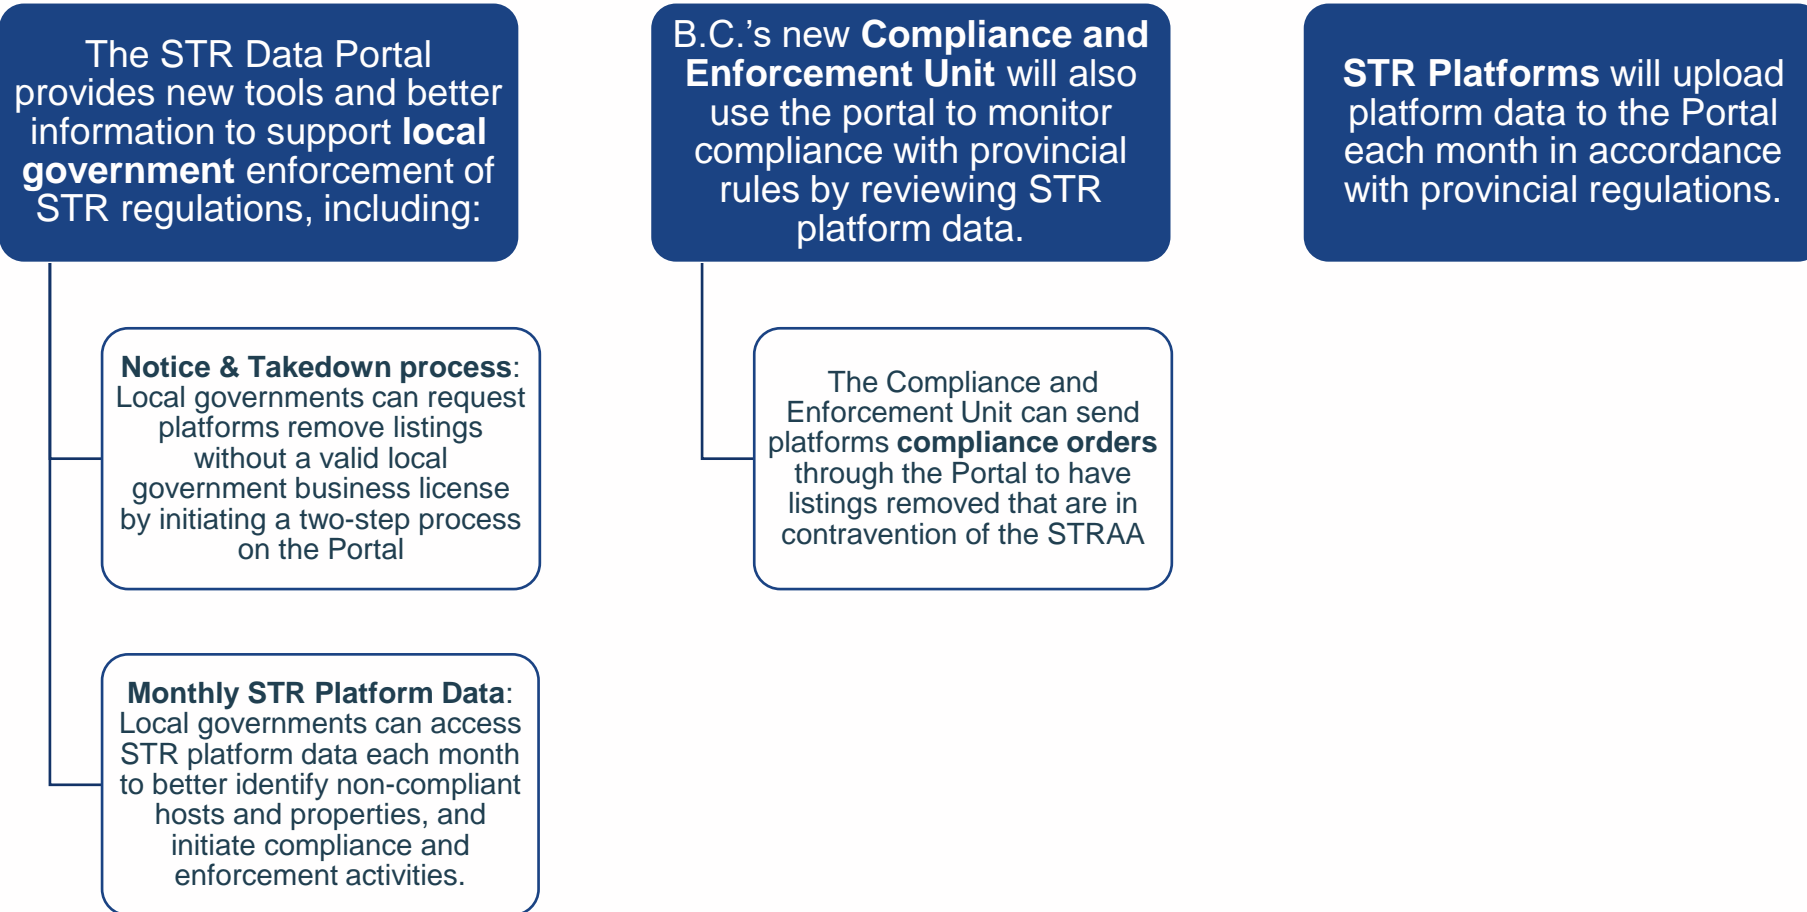 The STR Data Portal
provides new tools and better
information to support local
government enforcement of
STR regulations, including:
Notice & Takedown process:
Local governments can request
platforms remove listings
without a valid local
government business license
by initiating a two-step process
on the Portal
Monthly STR Platform Data:
Local governments can access
STR platform data each month
to better identify non-compliant
hosts and properties, and
initiate compliance and
enforcement activities.
B.C.’s new Compliance and
Enforcement Unit will also
use the portal to monitor
compliance with provincial
rules by reviewing STR
platform data.
The Compliance and
Enforcement Unit can send
platforms compliance orders
through the Portal to have
listings removed that are in
contravention of the STRAA
STR Platforms will upload
platform data to the Portal
each month in accordance
with provincial regulations.